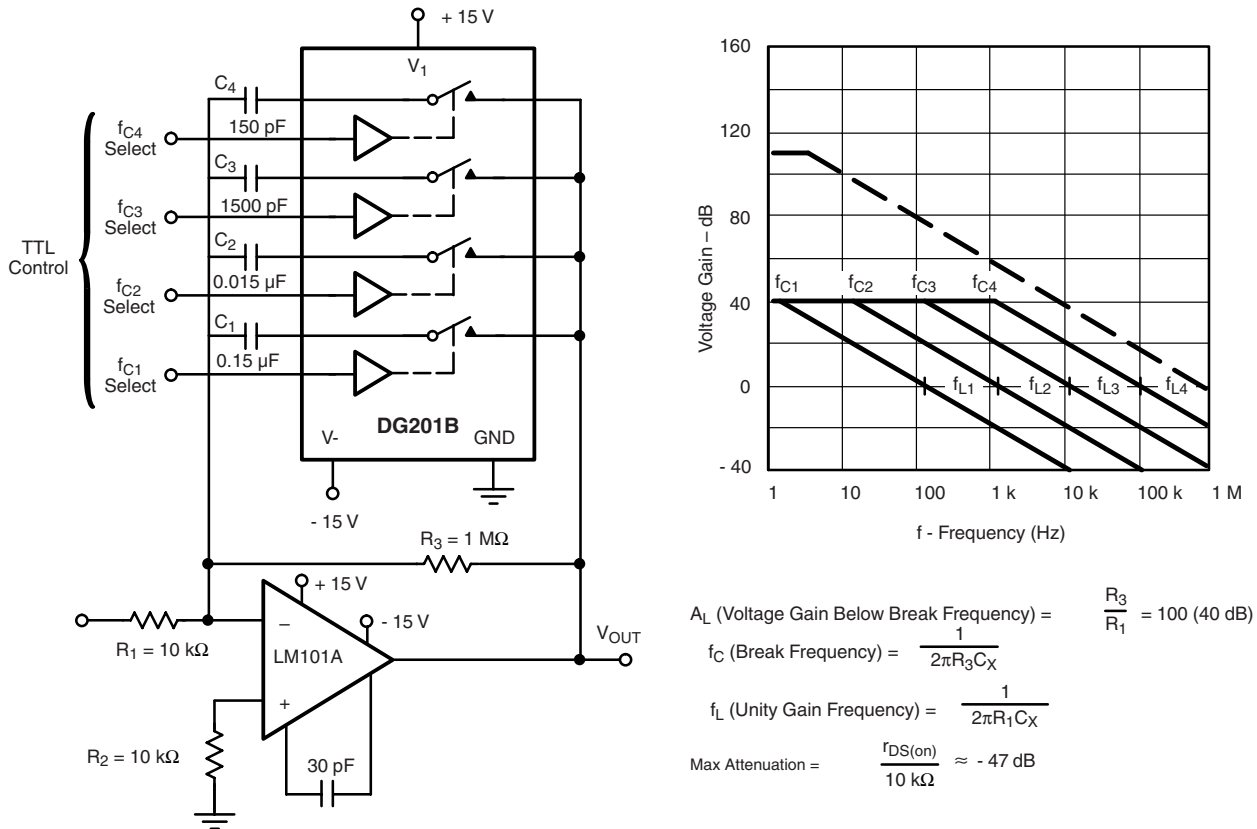 + 15 V
V1
C4
150 pF
fC4
Select
C3
1500 pF
fC3
Select
TTL
Control
C2
0.015 µF
fC2
Select
C1
0.15 µF
fC1
Select
V-
DG201B
GND
- 15 V
R3 = 1 MΩ
+ 15 V
- 15 V
R1 = 10 kΩ
–
LM101A
+
VOUT
R2 = 10 kΩ
30 pF
160
120
80
40
0
- 40
Voltage Gain – dB
fC1 fC2 fC3 fC4
fL1 fL2 fL3 fL4
1 10 100 1 k 10 k 100 k 1 M
f - Frequency (Hz)
AL (Voltage Gain Below Break Frequency) = R3/R1 = 100 (40 dB)
fC (Break Frequency) = 1/2πR3CX
fL (Unity Gain Frequency) = 1/2πR1CX
Max Attenuation = rDS(on)/10 kΩ ≈ - 47 dB